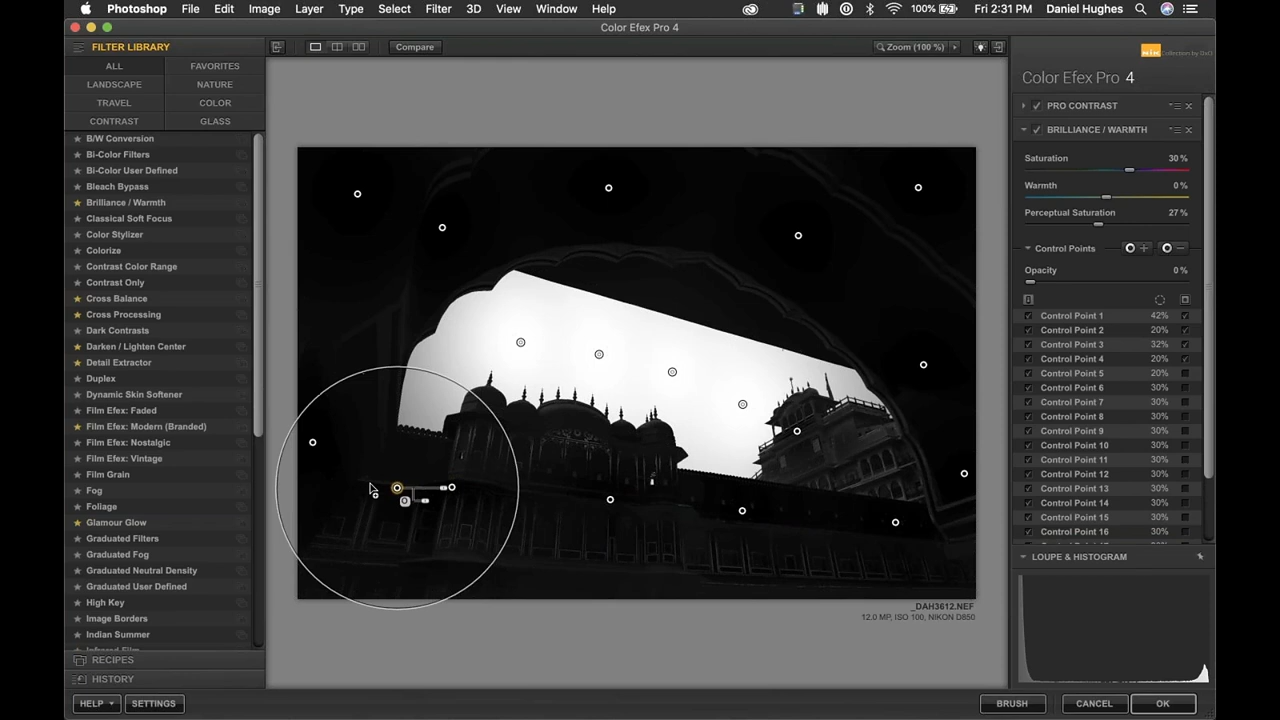 Photoshop File Edit Image Layer Type Select Filter 3D View Window Help 100% Fri 2:31 PM Daniel Hughes
Color Efex Pro 4
FILTER LIBRARY
ALL FAVORITES
LANDSCAPE NATURE
TRAVEL COLOR
CONTRAST GLASS
B/W Conversion
Bi-Color Filters
Bi-Color User Defined
Bleach Bypass
Brilliance / Warmth
Classical Soft Focus
Color Stylizer
Colorize
Contrast Color Range
Contrast Only
Cross Balance
Cross Processing
Dark Contrasts
Darken / Lighten Center
Detail Extractor
Duplex
Dynamic Skin Softener
Film Efex: Faded
Film Efex: Modern (Branded)
Film Efex: Nostalgic
Film Efex: Vintage
Film Grain
Fog
Foliage
Glamour Glow
Graduated Filters
Graduated Fog
Graduated Neutral Density
Graduated User Defined
High Key
Image Borders
Indian Summer
RECIPES
HISTORY
HELP SETTINGS
Compare
Zoom (100 %)
_DAH3612.NEF
12.0 MP, ISO 100, NIKON D850
Nik Collection by DxO
Color Efex Pro 4
PRO CONTRAST
BRILLIANCE / WARMTH
Saturation 30 %
Warmth 0 %
Perceptual Saturation 27 %
Control Points
Opacity 0 %
Control Point 1 42%
Control Point 2 20%
Control Point 3 32%
Control Point 4 20%
Control Point 5 20%
Control Point 6 30%
Control Point 7 30%
Control Point 8 30%
Control Point 9 30%
Control Point 10 30%
Control Point 11 30%
Control Point 12 30%
Control Point 13 30%
Control Point 14 30%
Control Point 15 30%
Control Point 16 30%
LOUPE & HISTOGRAM
BRUSH CANCEL OK